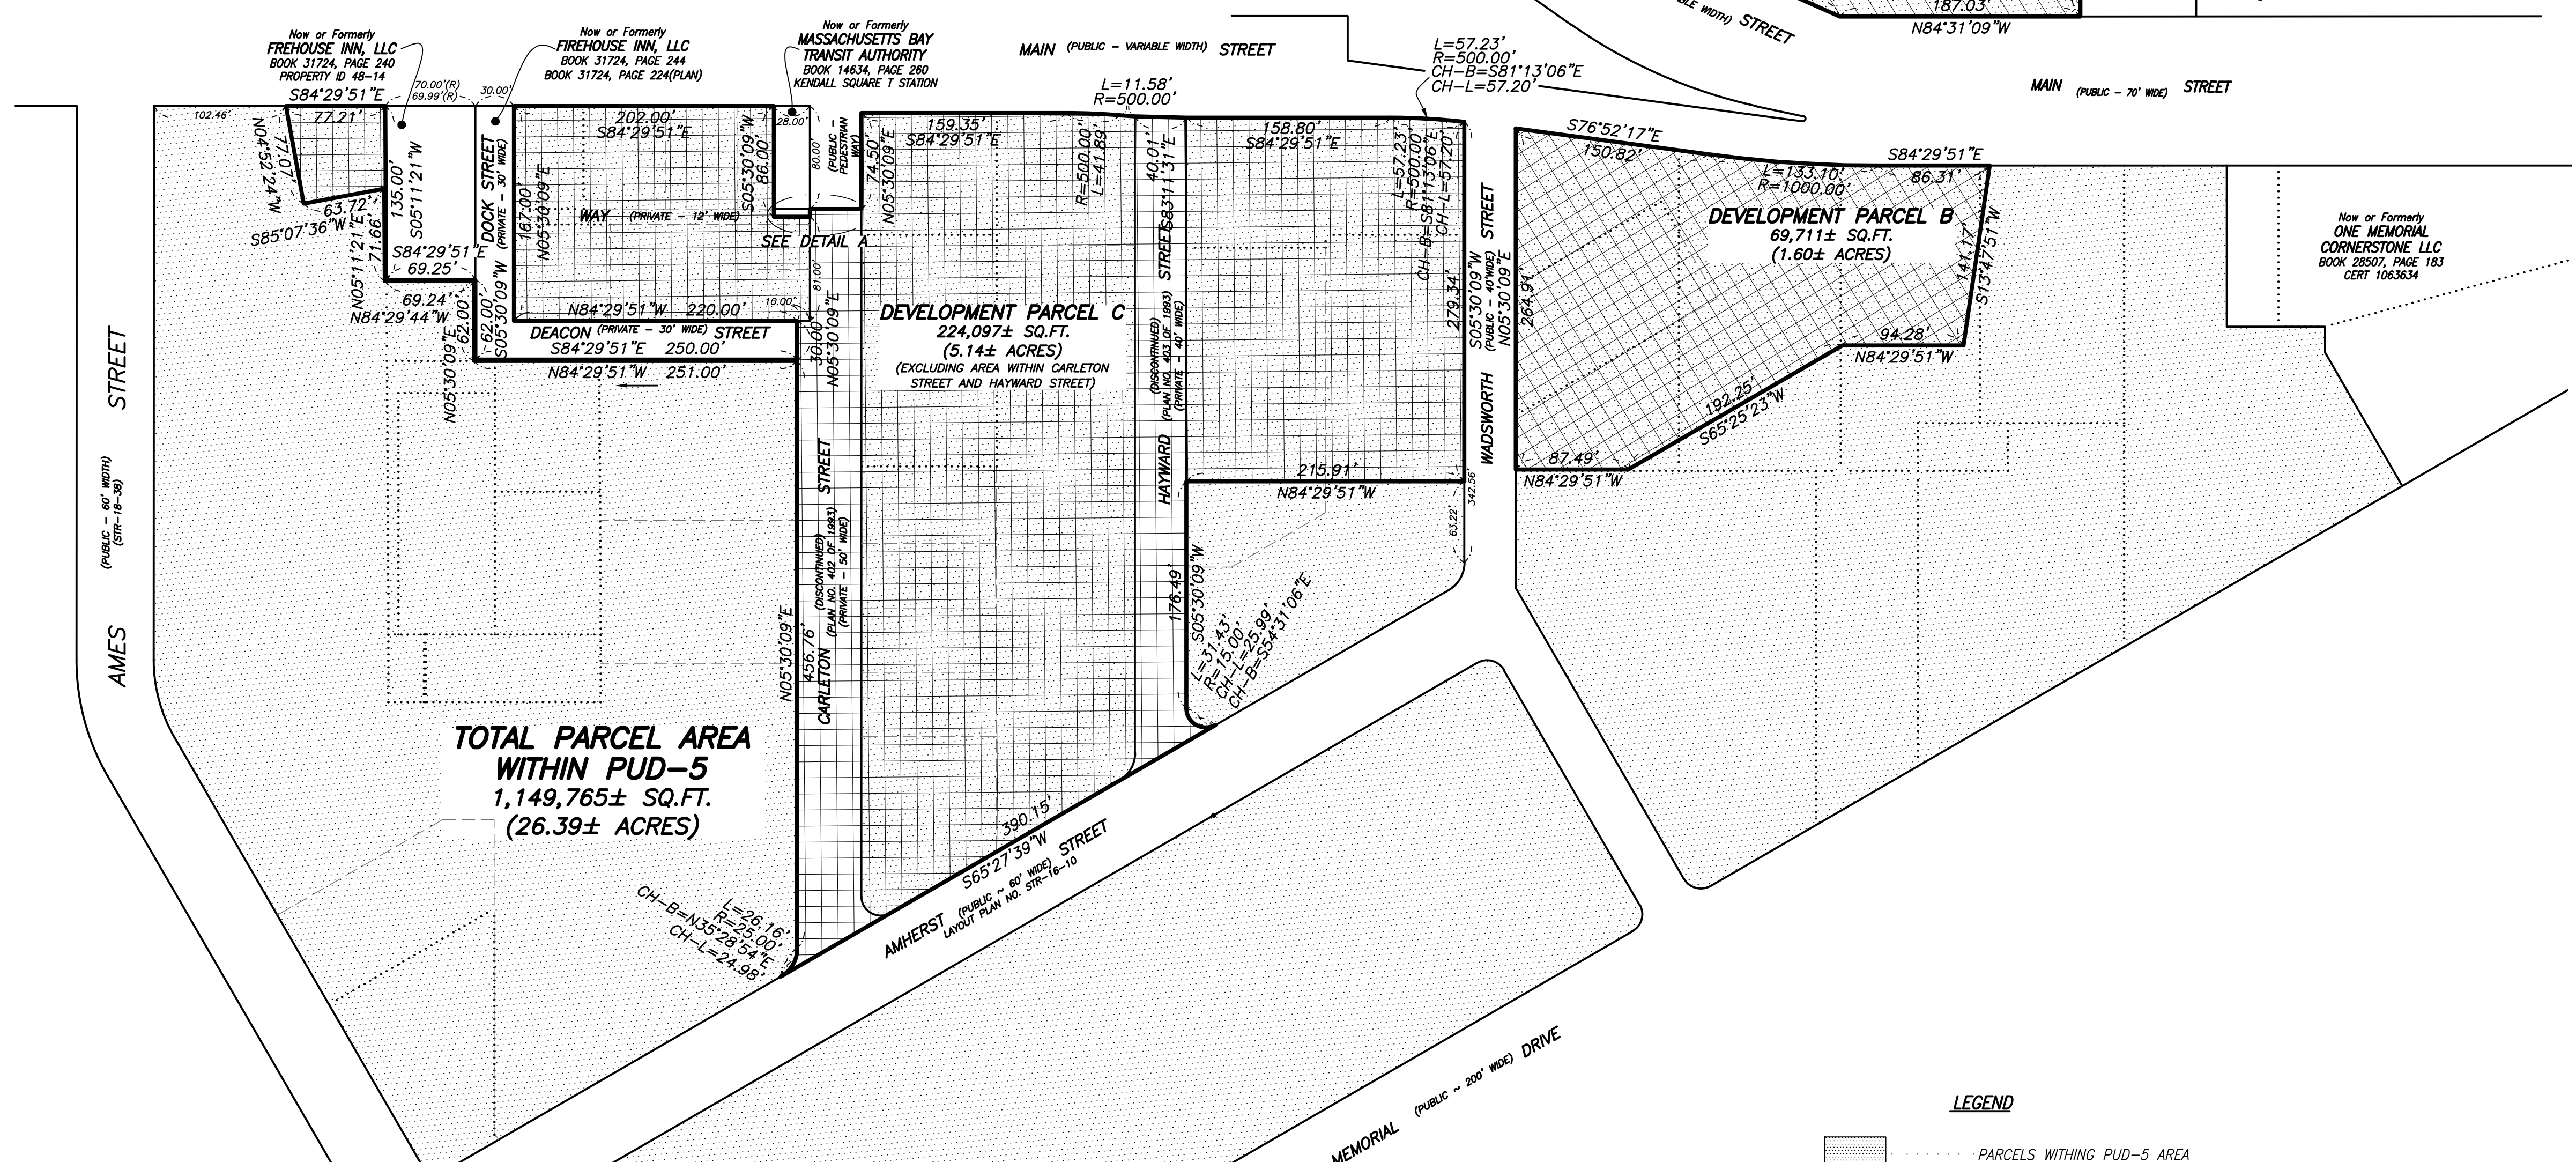 Now or Formerly
FREHOUSE INN, LLC
BOOK 31724, PAGE 240
PROPERTY ID 48-14
Now or Formerly
FIREHOUSE INN, LLC
BOOK 31724, PAGE 244
BOOK 31724, PAGE 224(PLAN)
Now or Formerly
MASSACHUSETTS BAY
TRANSIT AUTHORITY
BOOK 14634, PAGE 260
KENDALL SQUARE T STATION
MAIN (PUBLIC - VARIABLE WIDTH) STREET
L=57.23'
R=500.00'
CH-B=S81°13'06"E
CH-L=57.20'
WIDTH) STREET
187.03'
N84°31'09"W
MAIN (PUBLIC - 70' WIDE) STREET
70.00'(R)
69.99'(R)
30.00'
S84°29'51"E
102.46'
77.21'
N04°52'24"W
77.07'
63.72'
S85°07'36"W
N05°11'21"E
71.66'
135.00'
S05°11'21"W
S84°29'51"E
69.25'
69.24'
N84°29'44"W
DOCK STREET
(PRIVATE - 30' WIDE)
N05°30'09"E
62.00'
62.00'
S05°30'09"W
167.00'
N05°30'09"E
202.00'
S84°29'51"E
WAY (PRIVATE - 12' WIDE)
S05°30'09"W
86.00'
28.00'
80.00'
(PUBLIC -
PEDESTRIAN
WAY)
74.50'
N05°30'09"E
SEE DETAIL A
81.00'
10.00'
N84°29'51"W 220.00'
DEACON (PRIVATE - 30' WIDE) STREET
S84°29'51"E 250.00'
N84°29'51"W 251.00'
30.00'
N05°30'09"E
L=11.58'
R=500.00'
159.35'
S84°29'51"E
R=500.00'
L=41.89'
40.01'
S83°11'31"E
158.80'
S84°29'51"E
L=57.23'
R=500.00'
CH-B=S81°13'06"E
CH-L=57.20'
DEVELOPMENT PARCEL C
224,097± SQ.FT.
(5.14± ACRES)
(EXCLUDING AREA WITHIN CARLETON
STREET AND HAYWARD STREET)
HAYWARD STREET
(DISCONTINUED)
(PLAN NO. 403 OF 1993)
(PRIVATE - 40' WIDE)
279.34'
S05°30'09"W
WADSWORTH STREET
(PUBLIC - 40' WIDE)
N05°30'09"E
264.91'
S76°52'17"E
150.82'
L=133.10'
R=1000.00'
S84°29'51"E
86.31'
DEVELOPMENT PARCEL B
69,711± SQ.FT.
(1.60± ACRES)
141.17'
S13°47'51"W
94.28'
N84°29'51"W
192.25'
S65°25'23"W
87.49'
N84°29'51"W
Now or Formerly
ONE MEMORIAL
CORNERSTONE LLC
BOOK 28507, PAGE 183
CERT 1063634
215.91'
N84°29'51"W
342.56'
63.22'
AMES STREET
(PUBLIC - 60' WIDTH)
(STR-18-38)
CARLETON STREET
(DISCONTINUED)
(PLAN NO. 402 OF 1993)
(PRIVATE - 50' WIDE)
N05°30'09"E
456.76'
176.49'
S05°30'09"W
L=31.43'
R=15.00'
CH-L=25.99'
CH-B=S54°31'06"E
TOTAL PARCEL AREA
WITHIN PUD-5
1,149,765± SQ.FT.
(26.39± ACRES)
390.15'
S65°27'39"W
AMHERST (PUBLIC ~ 60' WIDE) STREET
LAYOUT PLAN NO. STR-16-10
L=26.16'
R=25.00'
CH-B=N35°28'54"E
CH-L=24.98'
MEMORIAL (PUBLIC ~ 200' WIDE) DRIVE
LEGEND
PARCELS WITHING PUD-5 AREA